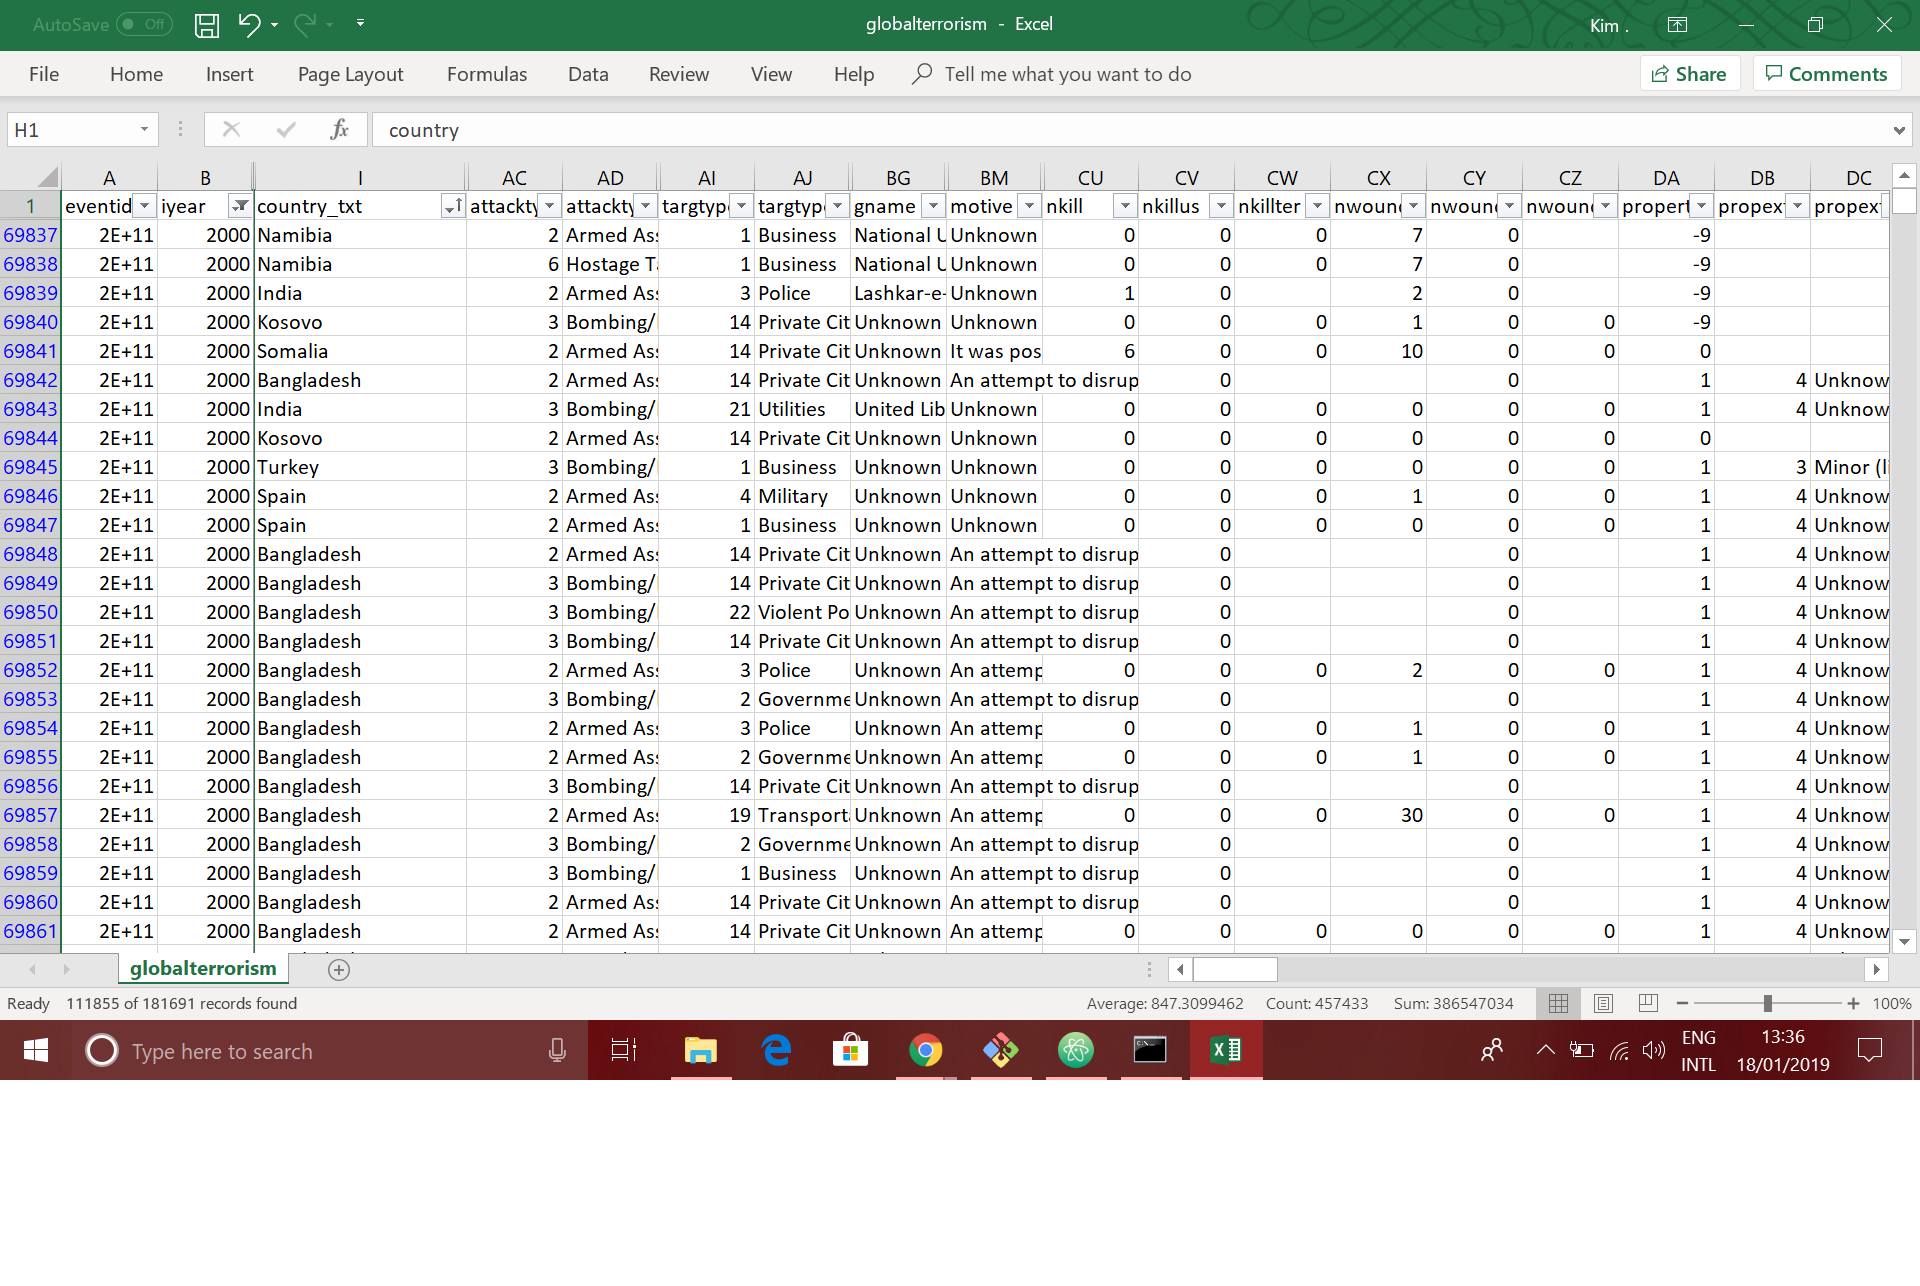 AutoSave Off globalterrorism - Excel Kim .
File Home Insert Page Layout Formulas Data Review View Help Tell me what you want to do Share Comments
H1 fx country
A B I AC AD AI AJ BG BM CU CV CW CX CY CZ DA DB DC
1 eventid iyear country_txt attackty attackty targtype targtype gname motive nkill nkillus nkillter nwoun nwoun nwoun propert propex propex
69837 2E+11 2000 Namibia 2 Armed Ass 1 Business National U Unknown 0 0 0 7 0 -9
69838 2E+11 2000 Namibia 6 Hostage T 1 Business National U Unknown 0 0 0 7 0 -9
69839 2E+11 2000 India 2 Armed Ass 3 Police Lashkar-e- Unknown 1 0 2 0 -9
69840 2E+11 2000 Kosovo 3 Bombing/ 14 Private Cit Unknown Unknown 0 0 0 1 0 0 -9
69841 2E+11 2000 Somalia 2 Armed Ass 14 Private Cit Unknown It was pos 6 0 0 10 0 0 0
69842 2E+11 2000 Bangladesh 2 Armed Ass 14 Private Cit Unknown An attempt to disrup 0 0 1 4 Unknow
69843 2E+11 2000 India 3 Bombing/ 21 Utilities United Lib Unknown 0 0 0 0 0 0 1 4 Unknow
69844 2E+11 2000 Kosovo 2 Armed Ass 14 Private Cit Unknown Unknown 0 0 0 0 0 0 0
69845 2E+11 2000 Turkey 3 Bombing/ 1 Business Unknown Unknown 0 0 0 0 0 0 1 3 Minor (li
69846 2E+11 2000 Spain 2 Armed Ass 4 Military Unknown Unknown 0 0 0 1 0 0 1 4 Unknow
69847 2E+11 2000 Spain 2 Armed Ass 1 Business Unknown Unknown 0 0 0 0 0 0 1 4 Unknow
69848 2E+11 2000 Bangladesh 2 Armed Ass 14 Private Cit Unknown An attempt to disrup 0 0 1 4 Unknow
69849 2E+11 2000 Bangladesh 3 Bombing/ 14 Private Cit Unknown An attempt to disrup 0 0 1 4 Unknow
69850 2E+11 2000 Bangladesh 3 Bombing/ 22 Violent Po Unknown An attempt to disrup 0 0 1 4 Unknow
69851 2E+11 2000 Bangladesh 3 Bombing/ 14 Private Cit Unknown An attempt to disrup 0 0 1 4 Unknow
69852 2E+11 2000 Bangladesh 2 Armed Ass 3 Police Unknown An attemp 0 0 0 2 0 0 1 4 Unknow
69853 2E+11 2000 Bangladesh 3 Bombing/ 2 Governme Unknown An attempt to disrup 0 0 1 4 Unknow
69854 2E+11 2000 Bangladesh 2 Armed Ass 3 Police Unknown An attemp 0 0 0 1 0 0 1 4 Unknow
69855 2E+11 2000 Bangladesh 2 Armed Ass 2 Governme Unknown An attemp 0 0 0 1 0 0 1 4 Unknow
69856 2E+11 2000 Bangladesh 3 Bombing/ 14 Private Cit Unknown An attempt to disrup 0 0 1 4 Unknow
69857 2E+11 2000 Bangladesh 2 Armed Ass 19 Transport Unknown An attemp 0 0 0 30 0 0 1 4 Unknow
69858 2E+11 2000 Bangladesh 3 Bombing/ 2 Governme Unknown An attempt to disrup 0 0 1 4 Unknow
69859 2E+11 2000 Bangladesh 3 Bombing/ 1 Business Unknown An attempt to disrup 0 0 1 4 Unknow
69860 2E+11 2000 Bangladesh 2 Armed Ass 14 Private Cit Unknown An attempt to disrup 0 0 1 4 Unknow
69861 2E+11 2000 Bangladesh 2 Armed Ass 14 Private Cit Unknown An attemp 0 0 0 0 0 0 1 4 Unknow
globalterrorism
Ready 111855 of 181691 records found Average: 847.3099462 Count: 457433 Sum: 386547034 100%
Type here to search ENG 13:36
INTL 18/01/2019